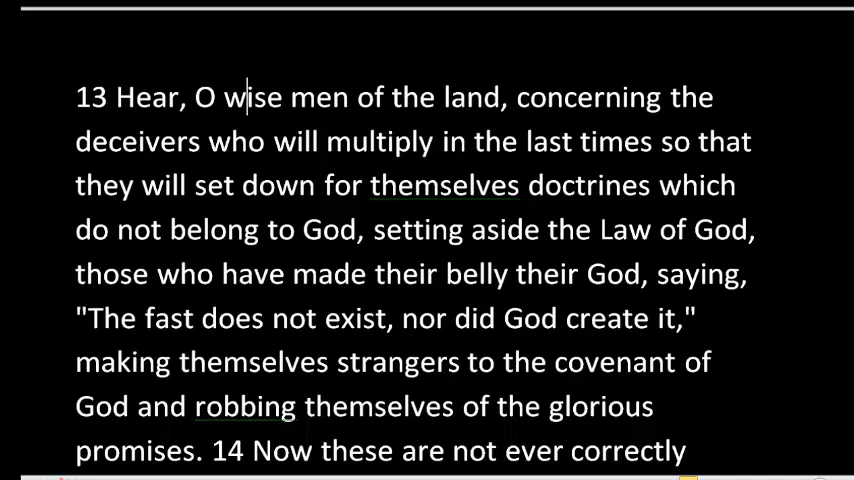 13 Hear, O wise men of the land, concerning the
deceivers who will multiply in the last times so that
they will set down for themselves doctrines which
do not belong to God, setting aside the Law of God,
those who have made their belly their God, saying,
"The fast does not exist, nor did God create it,"
making themselves strangers to the covenant of
God and robbing themselves of the glorious
promises. 14 Now these are not ever correctly